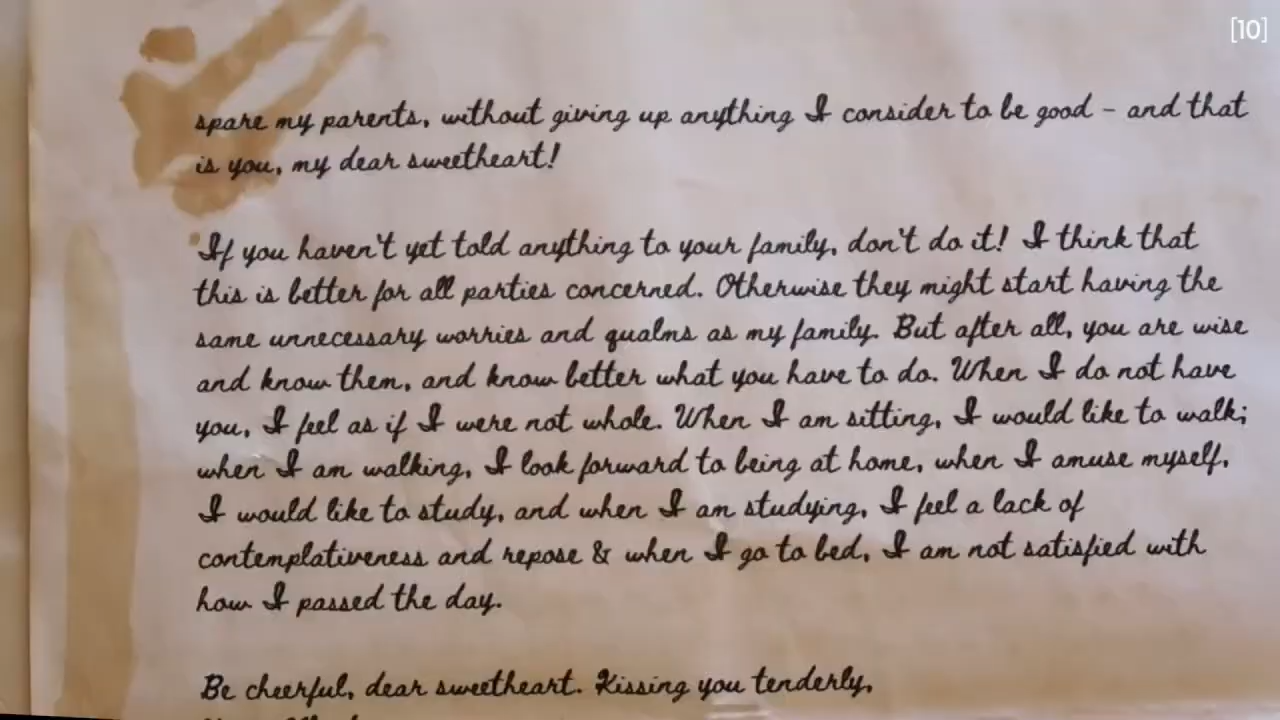 [10]
spare my parents, without giving up anything I consider to be good - and that
is you, my dear sweetheart!
If you haven't yet told anything to your family, don't do it! I think that
this is better for all parties concerned. Otherwise they might start having the
same unnecessary worries and qualms as my family. But after all, you are wise
and know them, and know better what you have to do. When I do not have
you, I feel as if I were not whole. When I am sitting, I would like to walk;
when I am walking, I look forward to being at home, when I amuse myself,
I would like to study, and when I am studying, I feel a lack of
contemplativeness and repose & when I go to bed, I am not satisfied with
how I passed the day.
Be cheerful, dear sweetheart. Kissing you tenderly,